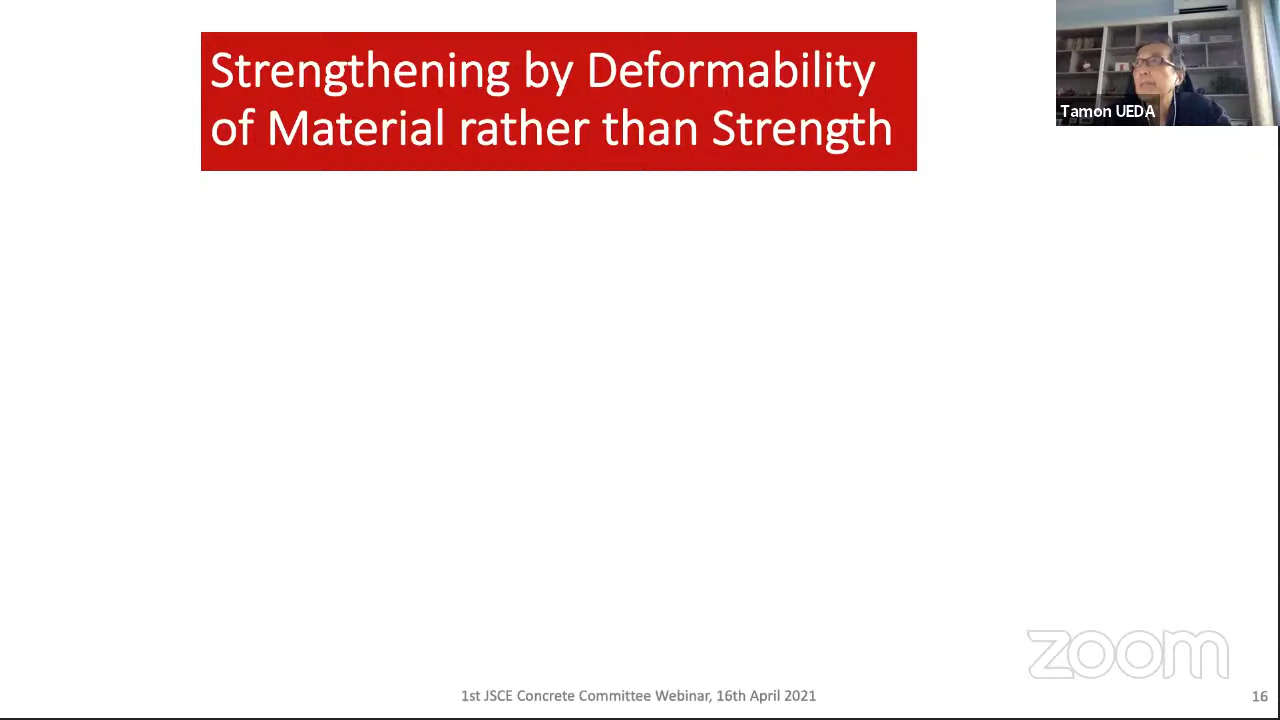 Strengthening by Deformability
of Material rather than Strength
Tamon UEDA
zoom
1st JSCE Concrete Committee Webinar, 16th April 2021
16